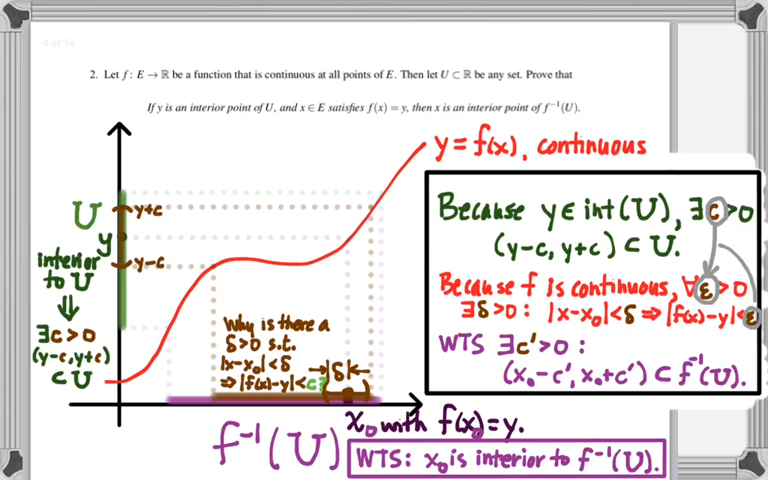 4 of 14
2. Let f : E → ℝ be a function that is continuous at all points of E. Then let U ⊂ ℝ be any set. Prove that
If y is an interior point of U, and x ∈ E satisfies f(x) = y, then x is an interior point of f⁻¹(U).
y = f(x), continuous
U
y+c
y
y-c
interior
to U
⇓
∃c>0
(y-c, y+c)
⊂ U
Why is there a
δ>0 s.t.
|x-x₀|<δ
⇒|f(x)-y|<c?
→|δ|←
x₀ with f(x₀)=y.
f⁻¹(U)
WTS: x₀ is interior to f⁻¹(U).
Because y∈int(U), ∃c>0
(y-c, y+c) ⊂ U.
Because f is continuous, ∀ε>0
∃δ>0: |x-x₀|<δ ⇒ |f(x)-y|<ε
WTS ∃c'>0:
(x₀-c', x₀+c') ⊂ f⁻¹(U).